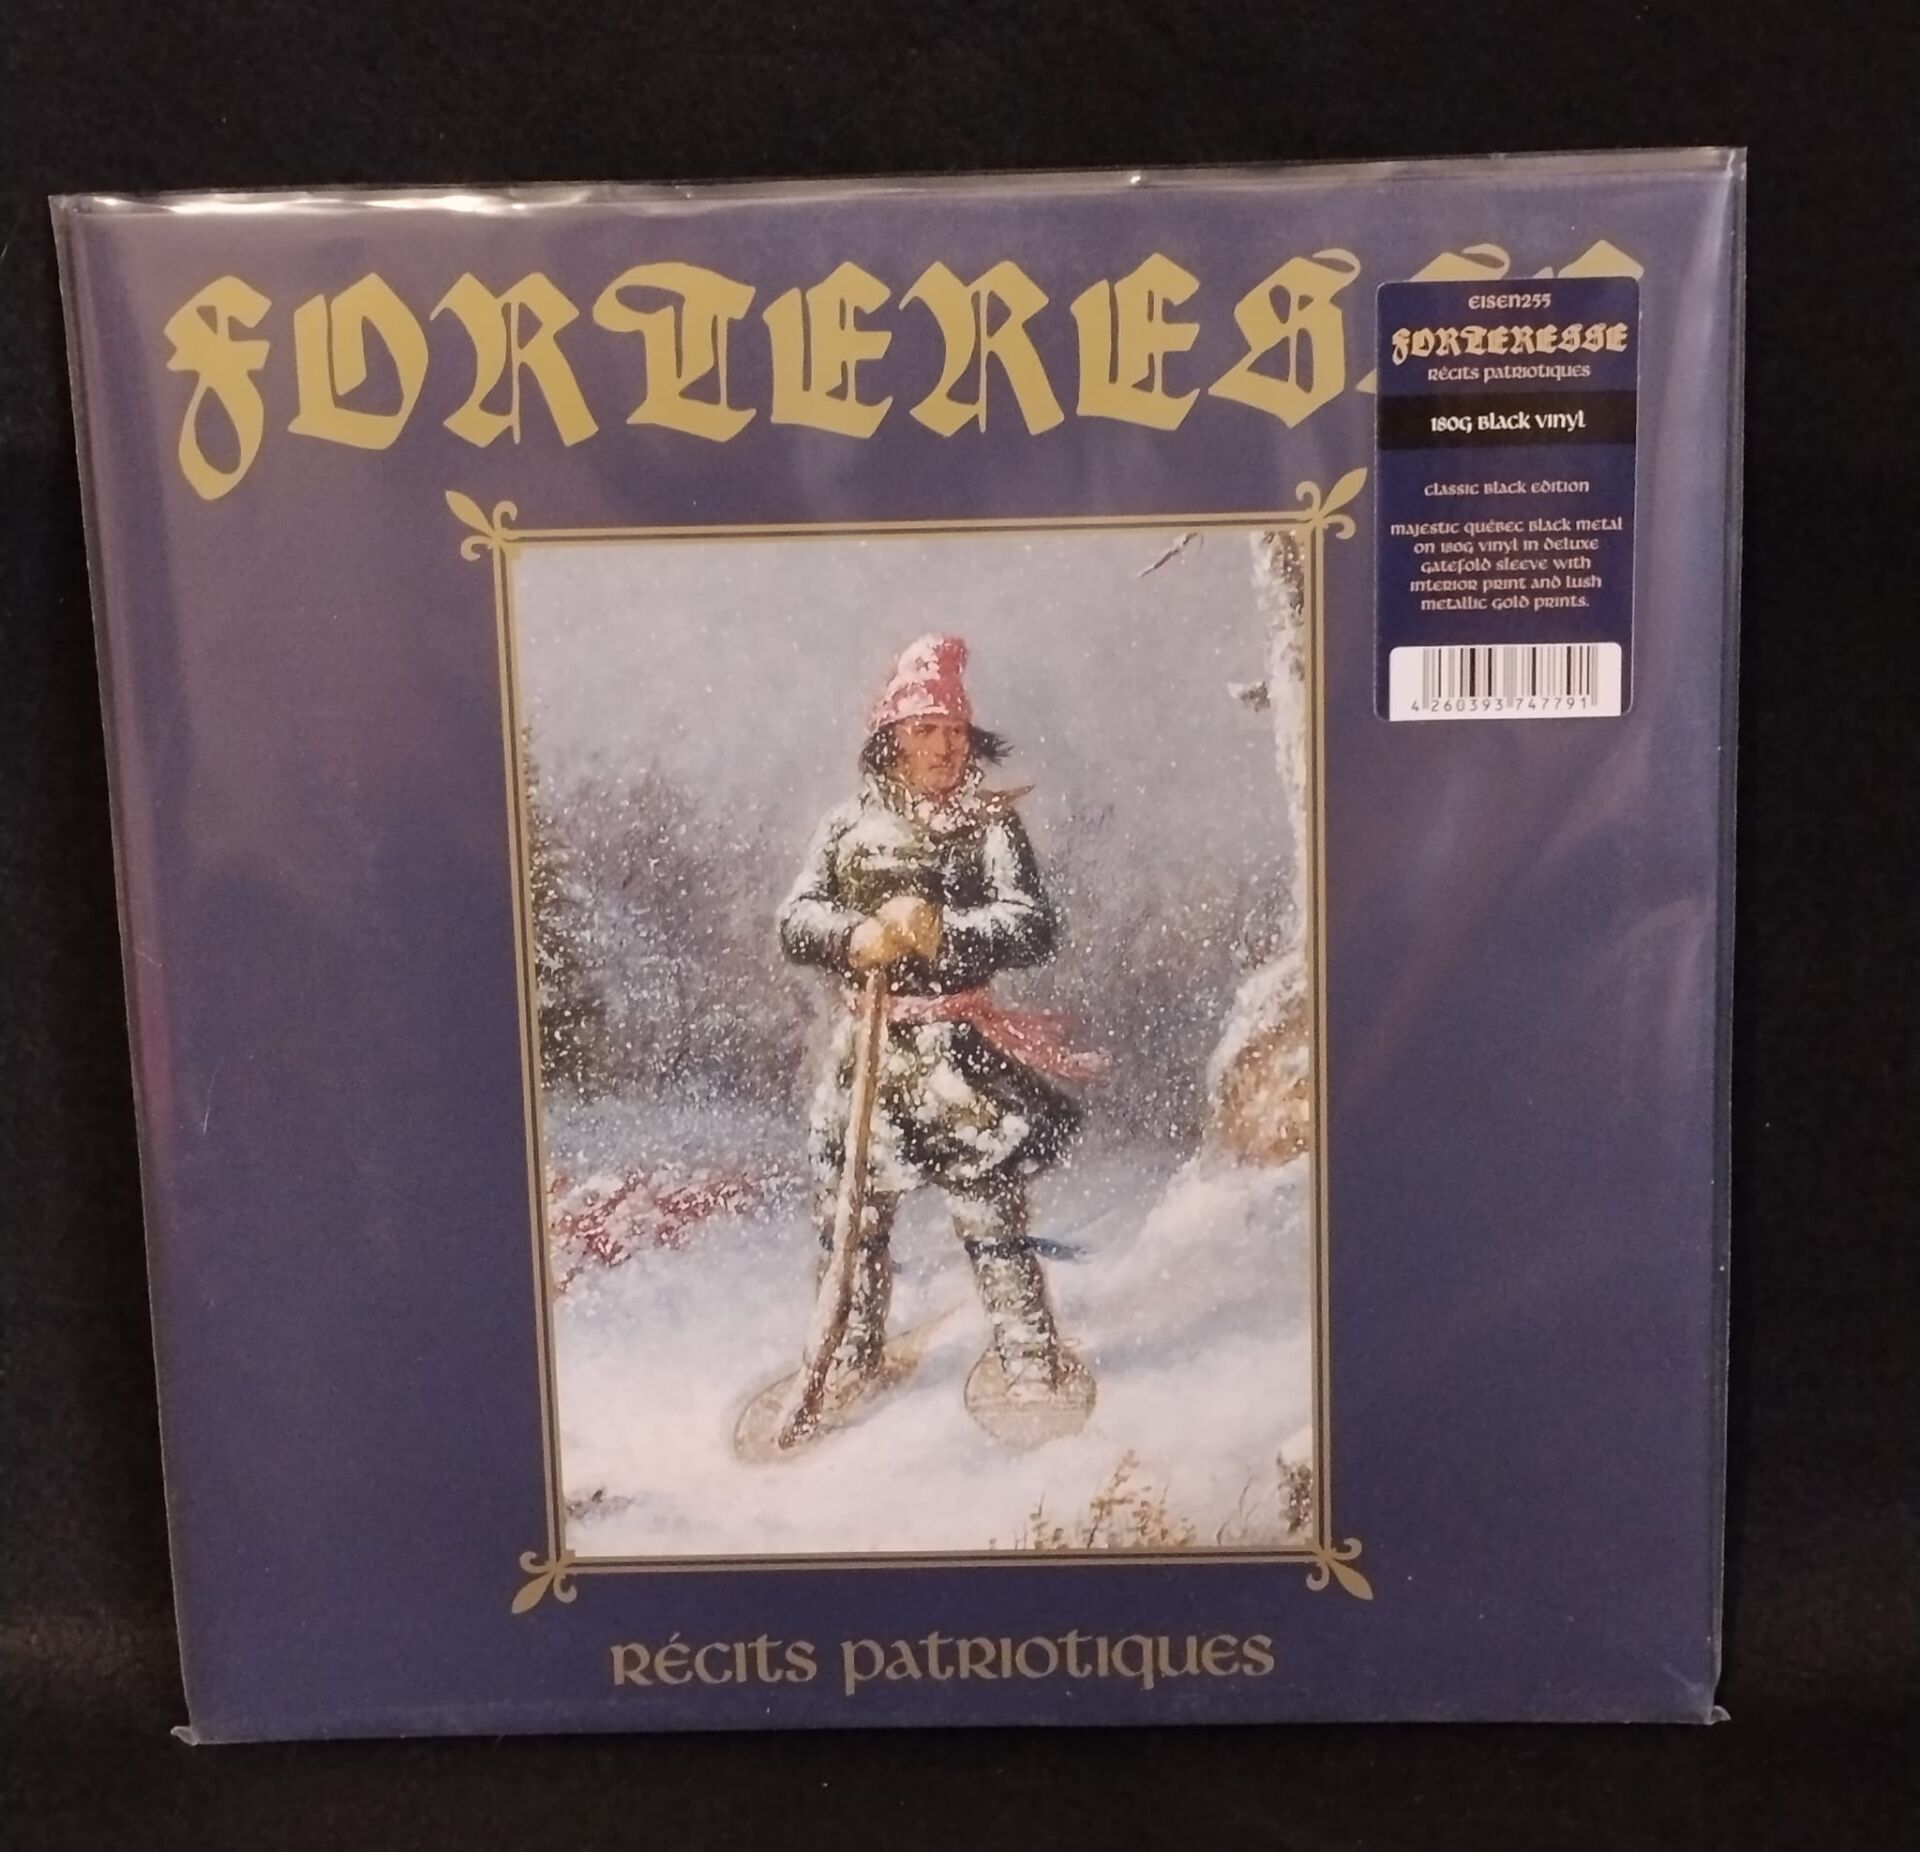 FORTERESSE
EISEN255
FORTERESSE
RÉCITS PATRIOTIQUES
180G BLACK VINYL
CLASSIC BLACK EDITION
MAJESTIC QUÉBEC BLACK METAL
ON 180G VINYL IN DELUXE
GATEFOLD SLEEVE WITH
INTERIOR PRINT AND LUSH
METALLIC GOLD PRINTS.
4 260393 747791
RÉCITS PATRIOTIQUES